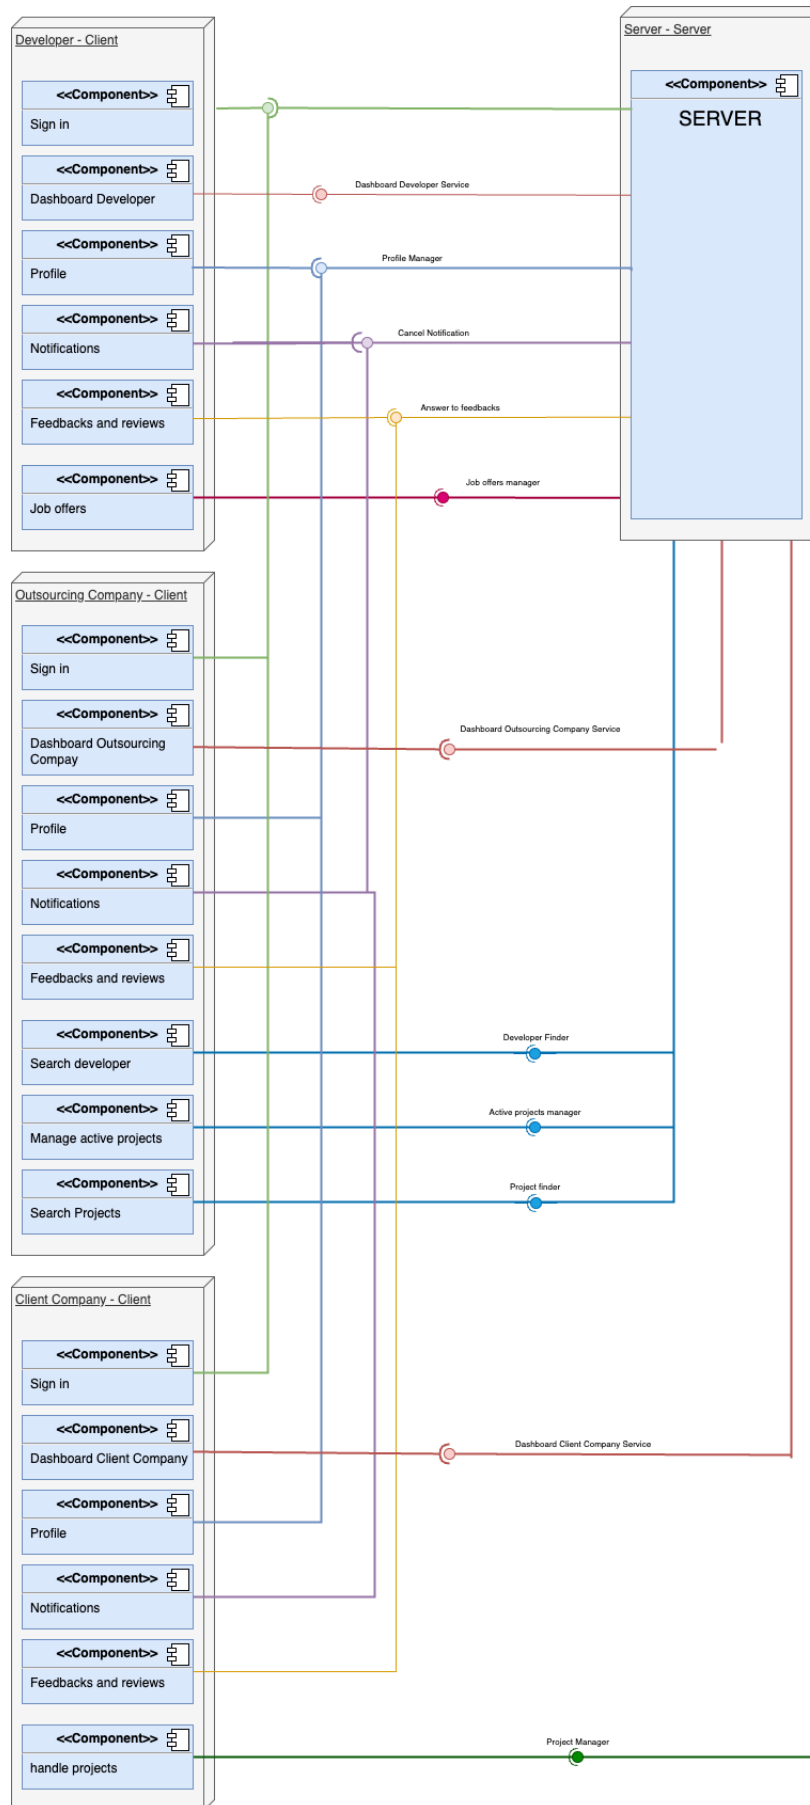 Developer - Client
Server - Server
<<Component>>
Sign in
<<Component>>
SERVER
<<Component>>
Dashboard Developer
Dashboard Developer Service
<<Component>>
Profile
Profile Manager
<<Component>>
Notifications
Cancel Notification
<<Component>>
Feedbacks and reviews
Answer to feedbacks
<<Component>>
Job offers
Job offers manager
Outsourcing Company - Client
<<Component>>
Sign in
<<Component>>
Dashboard Outsourcing
Compay
Dashboard Outsourcing Company Service
<<Component>>
Profile
<<Component>>
Notifications
<<Component>>
Feedbacks and reviews
<<Component>>
Search developer
Developer Finder
<<Component>>
Manage active projects
Active projects manager
<<Component>>
Search Projects
Project finder
Client Company - Client
<<Component>>
Sign in
<<Component>>
Dashboard Client Company
Dashboard Client Company Service
<<Component>>
Profile
<<Component>>
Notifications
<<Component>>
Feedbacks and reviews
<<Component>>
handle projects
Project Manager